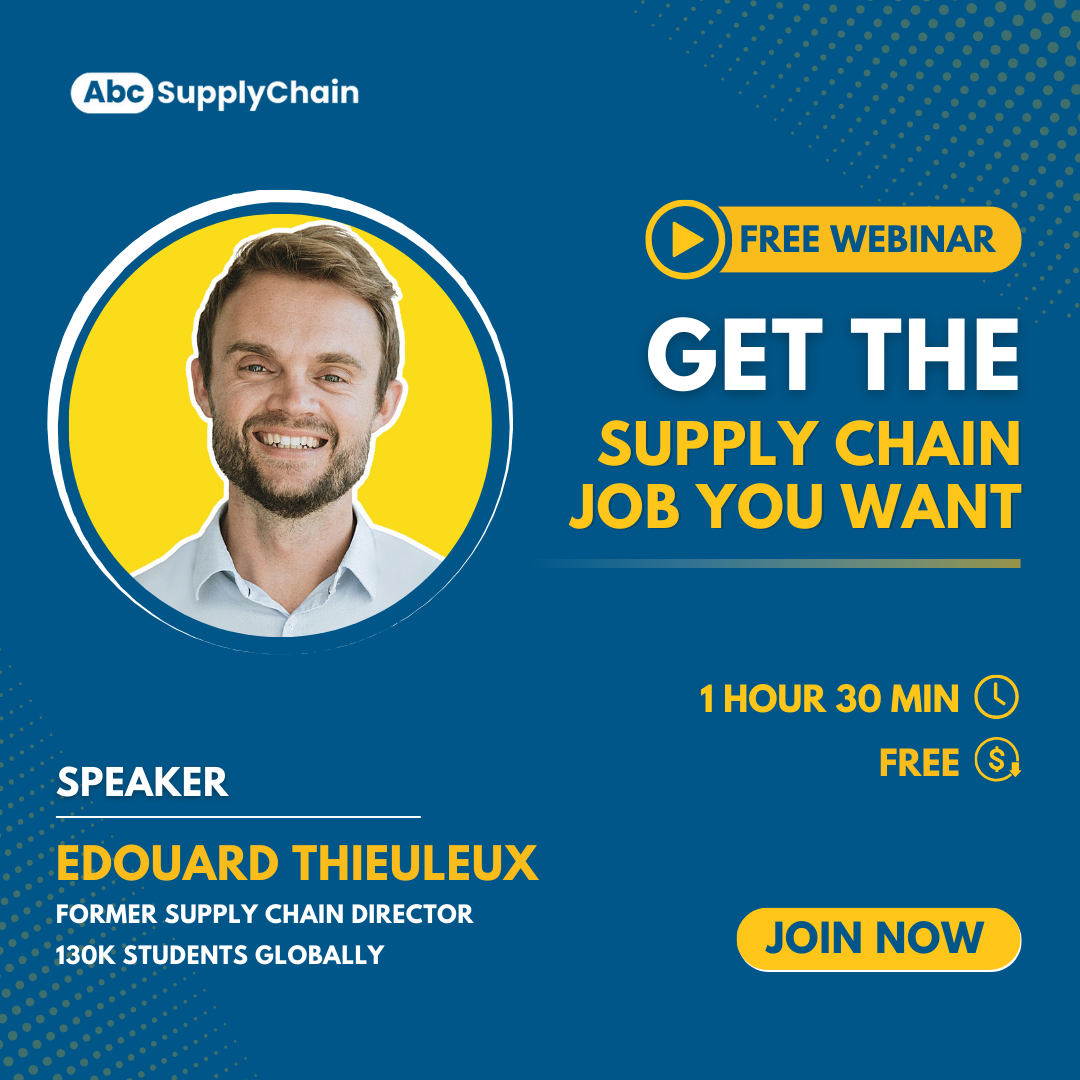 Abc SupplyChain
FREE WEBINAR
GET THE
SUPPLY CHAIN
JOB YOU WANT
1 HOUR 30 MIN
FREE
SPEAKER
EDOUARD THIEULEUX
FORMER SUPPLY CHAIN DIRECTOR
130K STUDENTS GLOBALLY
JOIN NOW